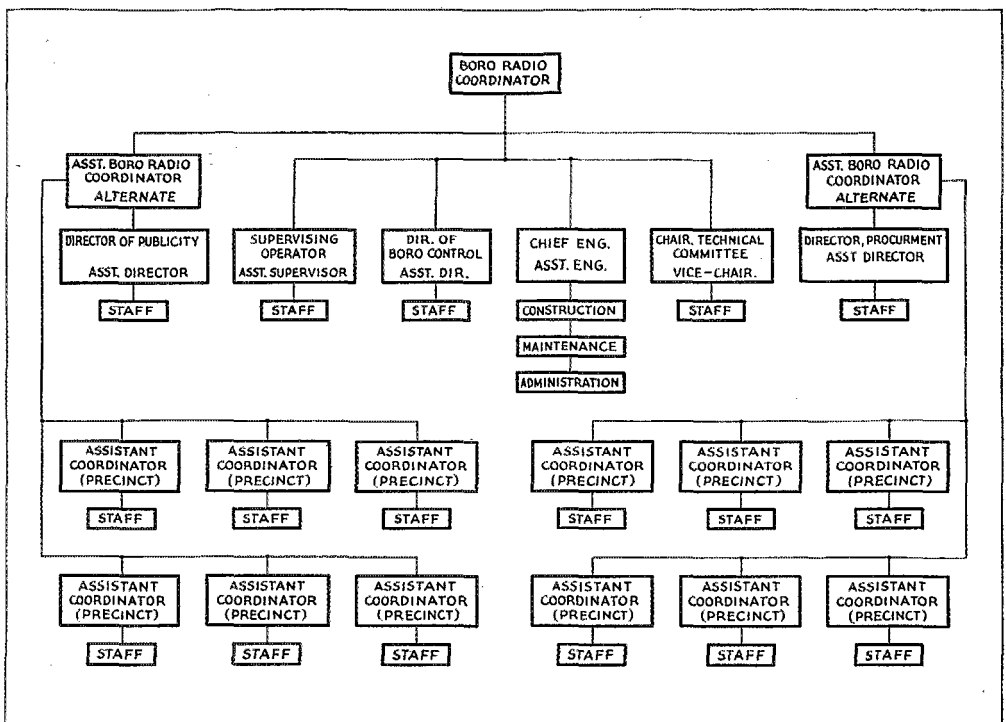 BORO RADIO
COORDINATOR
ASST. BORO RADIO
COORDINATOR
ALTERNATE
ASST. BORO RADIO
COORDINATOR
ALTERNATE
DIRECTOR OF PUBLICITY
ASST. DIRECTOR
SUPERVISING
OPERATOR
ASST. SUPERVISOR
DIR. OF
BORO CONTROL
ASST. DIR.
CHIEF ENG.
ASST. ENG.
CHAIR. TECHNICAL
COMMITTEE
VICE-CHAIR.
DIRECTOR, PROCURMENT
ASST DIRECTOR
STAFF
STAFF
STAFF
CONSTRUCTION
STAFF
STAFF
MAINTENANCE
ADMINISTRATION
ASSISTANT
COORDINATOR
(PRECINCT)
ASSISTANT
COORDINATOR
(PRECINCT)
ASSISTANT
COORDINATOR
(PRECINCT)
ASSISTANT
COORDINATOR
(PRECINCT)
ASSISTANT
COORDINATOR
(PRECINCT)
ASSISTANT
COORDINATOR
(PRECINCT)
STAFF
STAFF
STAFF
STAFF
STAFF
STAFF
ASSISTANT
COORDINATOR
(PRECINCT)
ASSISTANT
COORDINATOR
(PRECINCT)
ASSISTANT
COORDINATOR
(PRECINCT)
ASSISTANT
COORDINATOR
(PRECINCT)
ASSISTANT
COORDINATOR
(PRECINCT)
ASSISTANT
COORDINATOR
(PRECINCT)
STAFF
STAFF
STAFF
STAFF
STAFF
STAFF